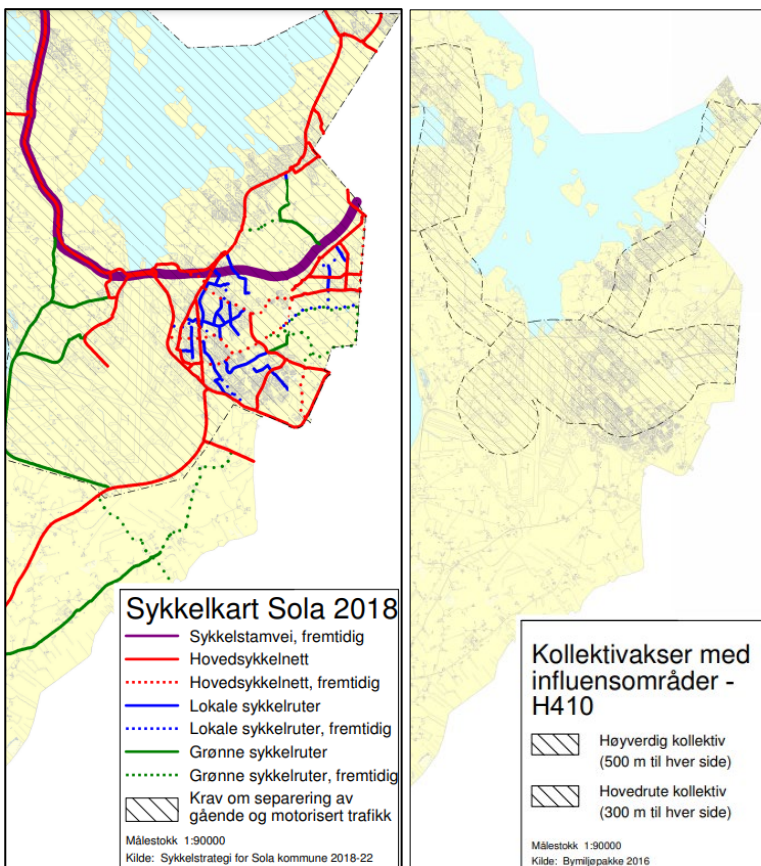 Sykkelkart Sola 2018
Sykkelstamvei, fremtidig
Hovedsykkelnett
Hovedsykkelnett, fremtidig
Lokale sykkelruter
Lokale sykkelruter, fremtidig
Grønne sykkelruter
Grønne sykkelruter, fremtidig
Krav om separering av
gående og motorisert trafikk
Målestokk 1:90000
Kilde: Sykkelstrategi for Sola kommune 2018-22
Kollektivakser med
influensområder -
H410
Høyverdig kollektiv
(500 m til hver side)
Hovedrute kollektiv
(300 m til hver side)
Målestokk 1:90000
Kilde: Bymiljøpakke 2016